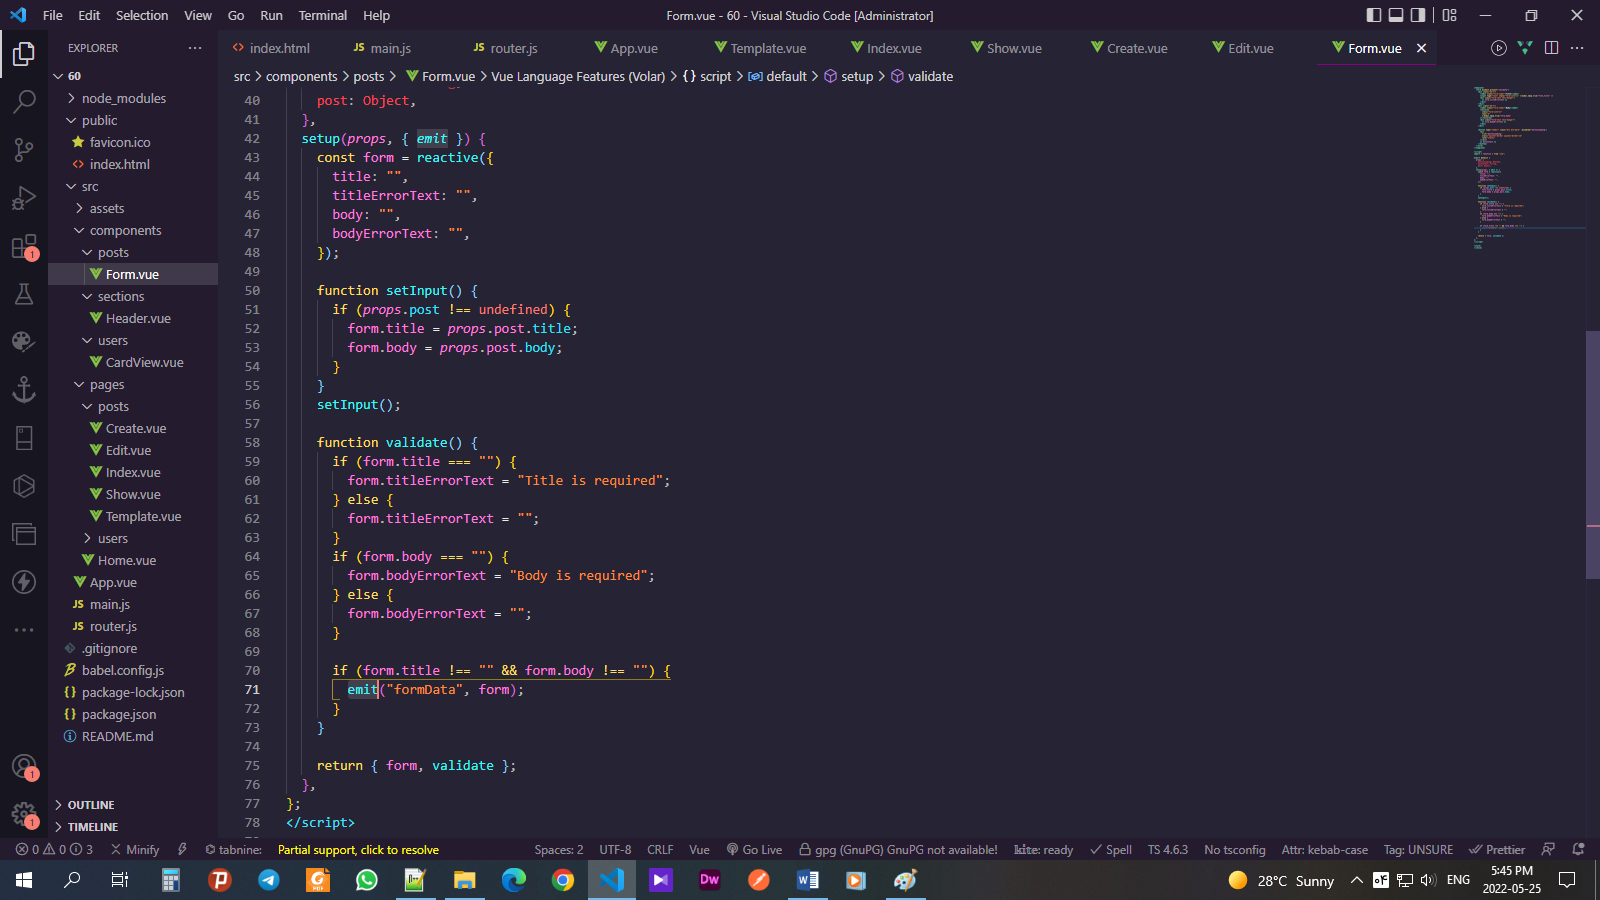 File Edit Selection View Go Run Terminal Help
Form.vue - 60 - Visual Studio Code [Administrator]
EXPLORER
60
node_modules
public
favicon.ico
index.html
src
assets
components
posts
Form.vue
sections
Header.vue
users
CardView.vue
pages
posts
Create.vue
Edit.vue
Index.vue
Show.vue
Template.vue
users
Home.vue
App.vue
JS main.js
JS router.js
.gitignore
babel.config.js
{} package-lock.json
{} package.json
README.md
OUTLINE
TIMELINE
1
1
1
<> index.html JS main.js JS router.js App.vue Template.vue Index.vue Show.vue Create.vue Edit.vue Form.vue
src > components > posts > Form.vue > Vue Language Features (Volar) > {} script > default > setup > validate
40 post: Object,
41 },
42 setup(props, { emit }) {
43 const form = reactive({
44 title: "",
45 titleErrorText: "",
46 body: "",
47 bodyErrorText: "",
48 });
49
50 function setInput() {
51 if (props.post !== undefined) {
52 form.title = props.post.title;
53 form.body = props.post.body;
54 }
55 }
56 setInput();
57
58 function validate() {
59 if (form.title === "") {
60 form.titleErrorText = "Title is required";
61 } else {
62 form.titleErrorText = "";
63 }
64 if (form.body === "") {
65 form.bodyErrorText = "Body is required";
66 } else {
67 form.bodyErrorText = "";
68 }
69
70 if (form.title !== "" && form.body !== "") {
71 emit("formData", form);
72 }
73 }
74
75 return { form, validate };
76 },
77 };
78 </script>
0 0 3 Minify tabnine: Partial support, click to resolve Spaces: 2 UTF-8 CRLF Vue Go Live gpg (GnuPG) GnuPG not available! kite: ready Spell TS 4.6.3 No tsconfig Attr: kebab-case Tag: UNSURE Prettier
PDF
Dw
W
28°C Sunny
ENG
5:45 PM
2022-05-25